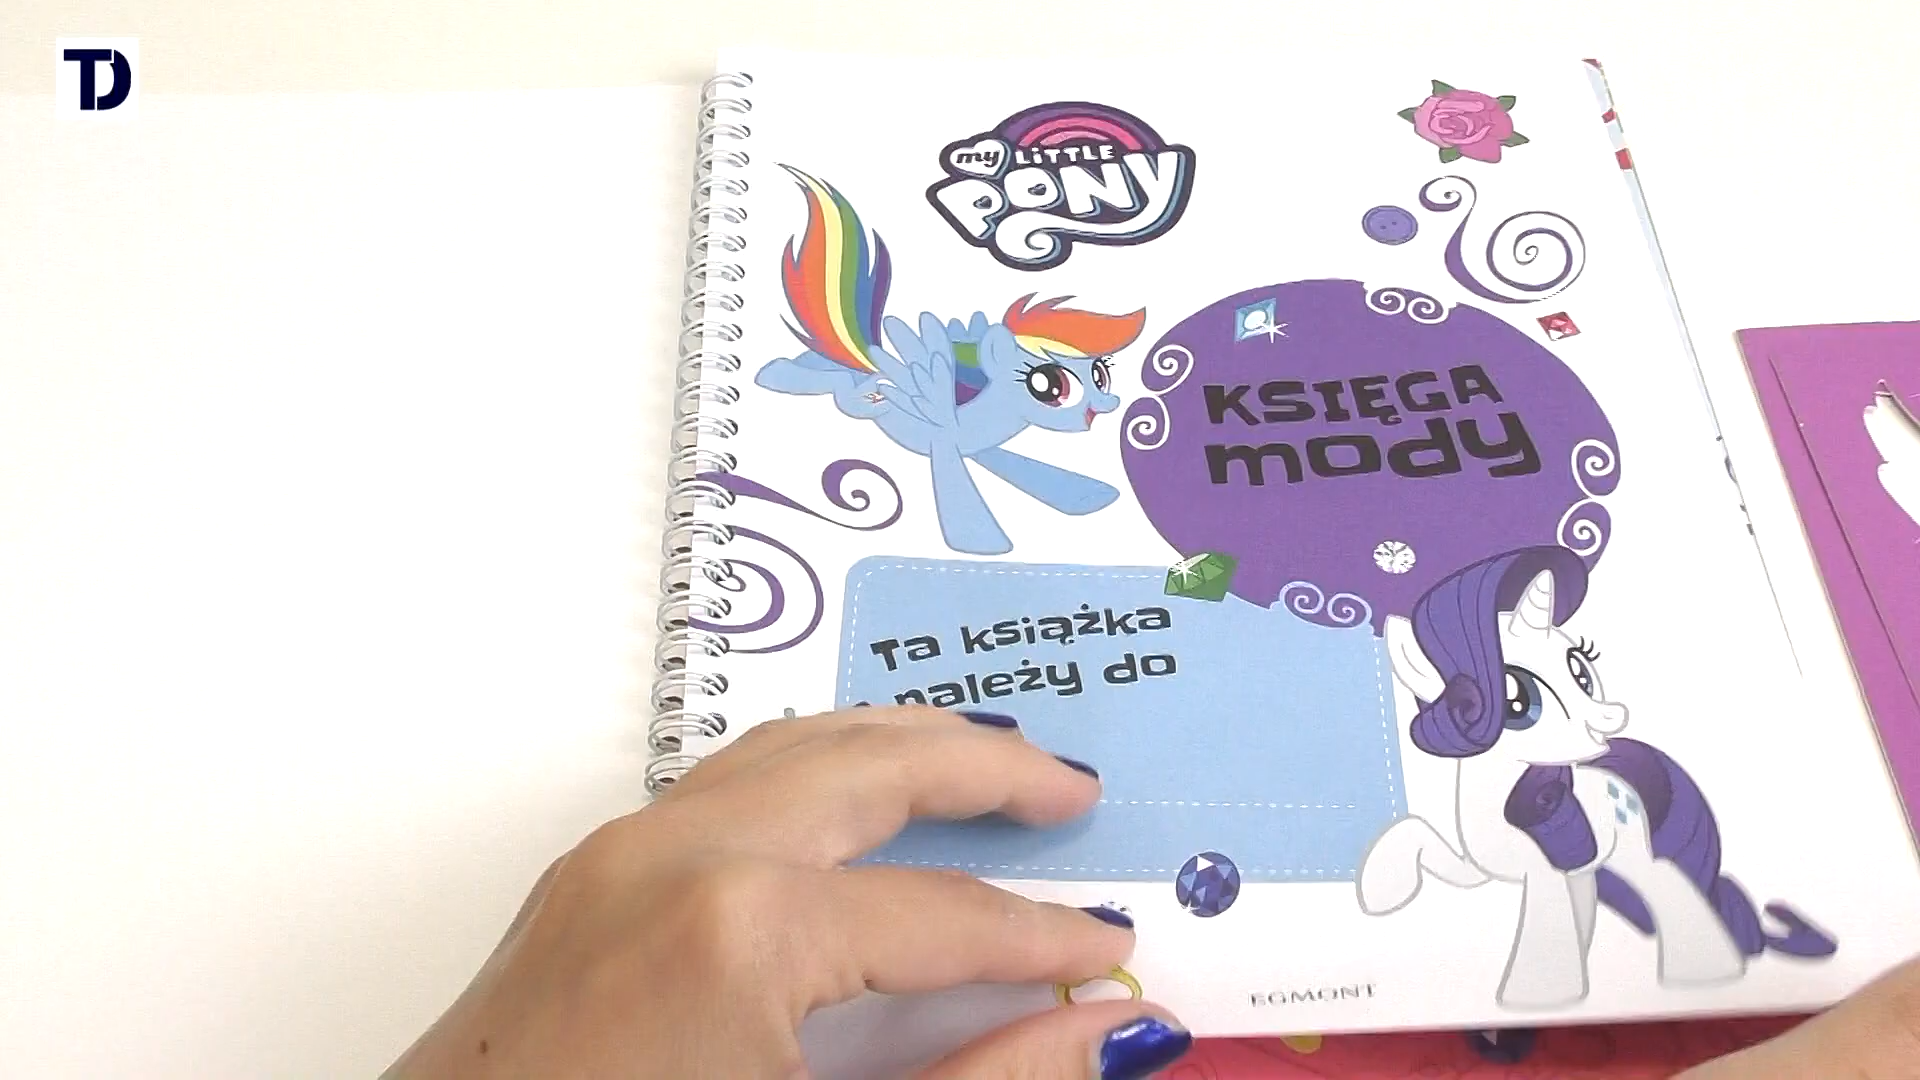 TD
my LiTTLE
PONY
KSIĘGA
mody
Ta książka
należy do
EGMONT